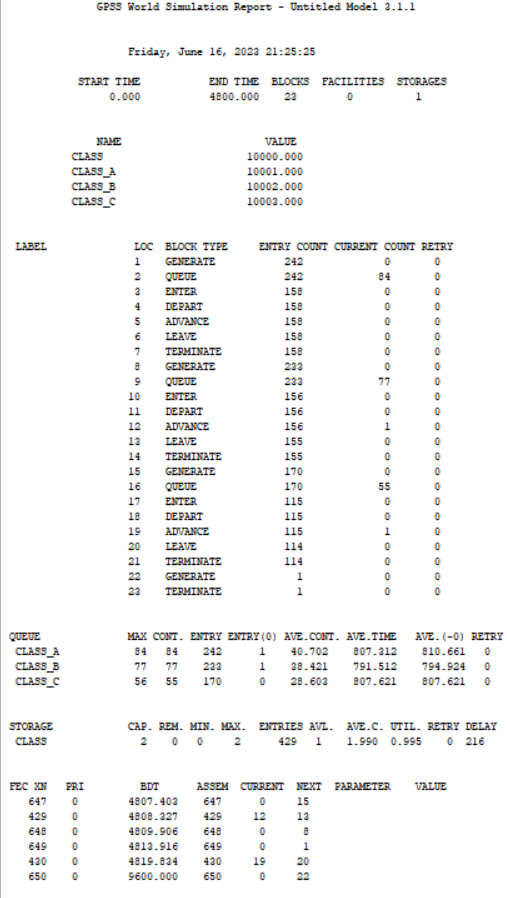 GPSS World Simulation Report - Untitled Model 3.1.1
Friday, June 16, 2023 21:25:25
START TIME END TIME BLOCKS FACILITIES STORAGES
0.000 4800.000 23 0 1
NAME VALUE
CLASS 10000.000
CLASS_A 10001.000
CLASS_B 10002.000
CLASS_C 10003.000
LABEL LOC BLOCK TYPE ENTRY COUNT CURRENT COUNT RETRY
1 GENERATE 242 0 0
2 QUEUE 242 84 0
3 ENTER 158 0 0
4 DEPART 158 0 0
5 ADVANCE 158 0 0
6 LEAVE 158 0 0
7 TERMINATE 158 0 0
8 GENERATE 233 0 0
9 QUEUE 233 77 0
10 ENTER 156 0 0
11 DEPART 156 0 0
12 ADVANCE 156 1 0
13 LEAVE 155 0 0
14 TERMINATE 155 0 0
15 GENERATE 170 0 0
16 QUEUE 170 55 0
17 ENTER 115 0 0
18 DEPART 115 0 0
19 ADVANCE 115 1 0
20 LEAVE 114 0 0
21 TERMINATE 114 0 0
22 GENERATE 1 0 0
23 TERMINATE 1 0 0
QUEUE MAX CONT. ENTRY ENTRY(0) AVE.CONT. AVE.TIME AVE.(-0) RETRY
CLASS_A 84 84 242 1 40.702 807.312 810.661 0
CLASS_B 77 77 233 1 38.421 791.512 794.924 0
CLASS_C 56 55 170 0 28.603 807.621 807.621 0
STORAGE CAP. REM. MIN. MAX. ENTRIES AVL. AVE.C. UTIL. RETRY DELAY
CLASS 2 0 0 2 429 1 1.990 0.995 0 216
FEC XN PRI BDT ASSEM CURRENT NEXT PARAMETER VALUE
647 0 4807.403 647 0 15
429 0 4808.327 429 12 13
648 0 4809.906 648 0 8
649 0 4813.916 649 0 1
430 0 4819.834 430 19 20
650 0 9600.000 650 0 22